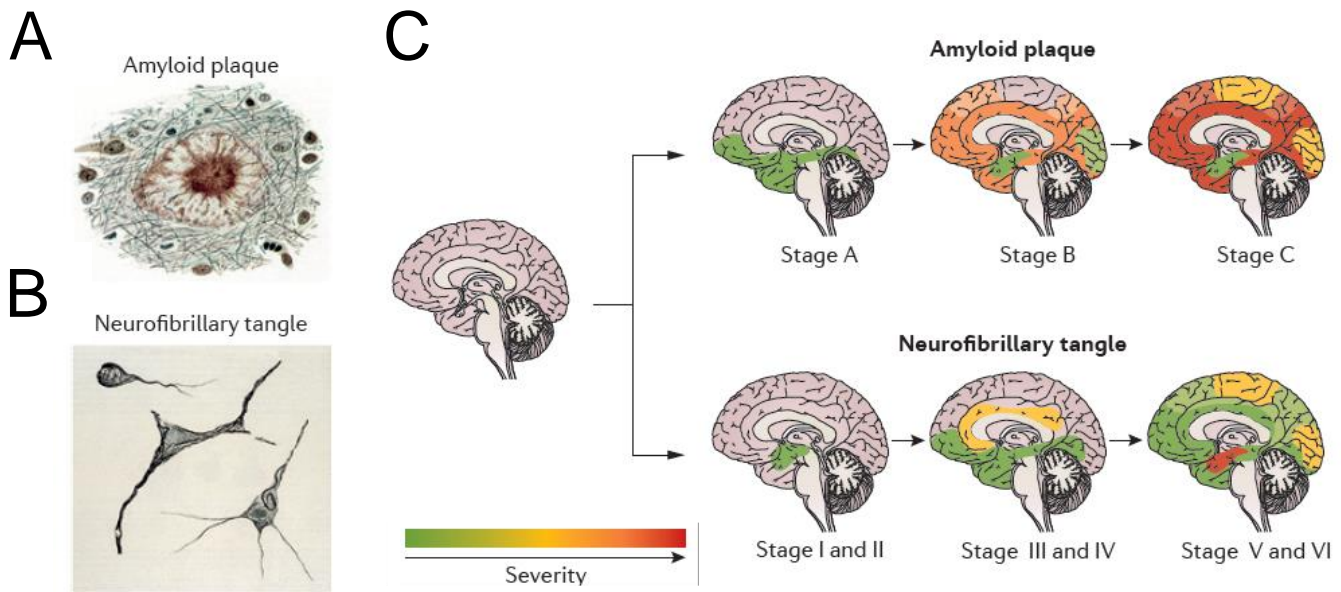 A
Amyloid plaque
B
Neurofibrillary tangle
C
Amyloid plaque
Stage A
Stage B
Stage C
Neurofibrillary tangle
Stage I and II
Stage III and IV
Stage V and VI
Severity